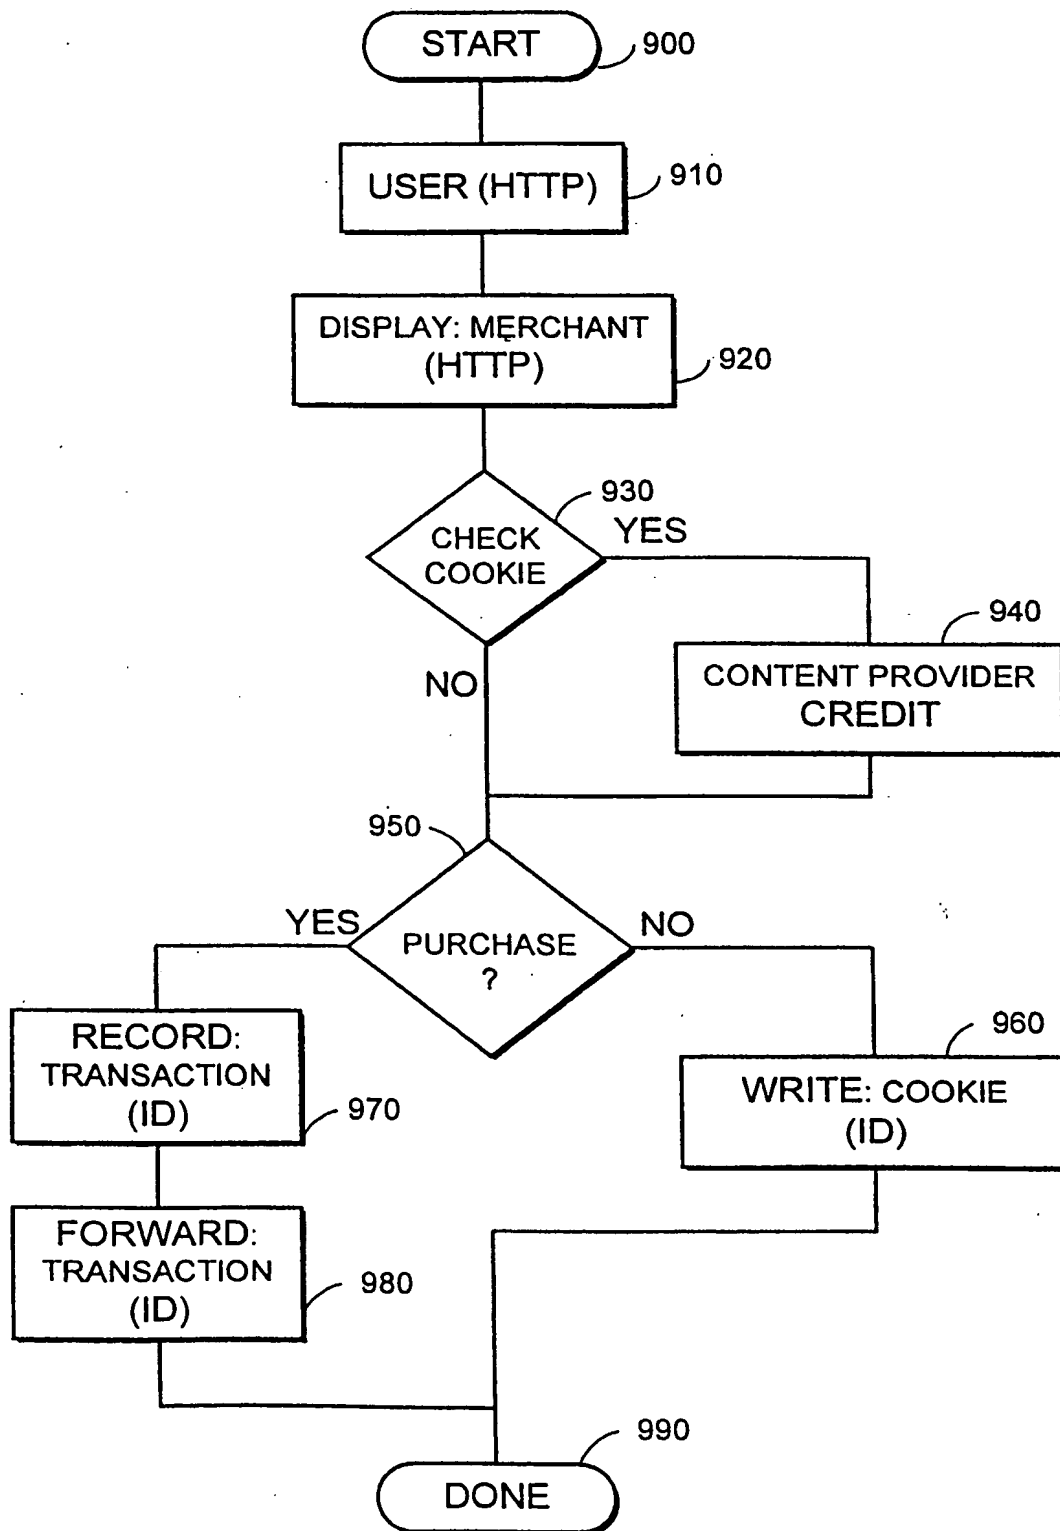 START
900
USER (HTTP)
910
DISPLAY: MERCHANT
(HTTP)
920
930
CHECK
COOKIE
YES
NO
940
CONTENT PROVIDER
CREDIT
950
PURCHASE
?
YES
NO
RECORD:
TRANSACTION
(ID)
970
960
WRITE: COOKIE
(ID)
FORWARD:
TRANSACTION
(ID)
980
990
DONE